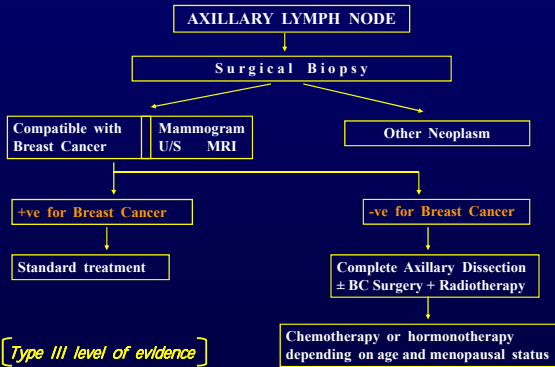 AXILLARY LYMPH NODE
Surgical Biopsy
Compatible with
Breast Cancer
Mammogram
U/S MRI
Other Neoplasm
+ve for Breast Cancer
-ve for Breast Cancer
Standard treatment
Complete Axillary Dissection
± BC Surgery + Radiotherapy
Chemotherapy or hormonotherapy
depending on age and menopausal status
Type III level of evidence